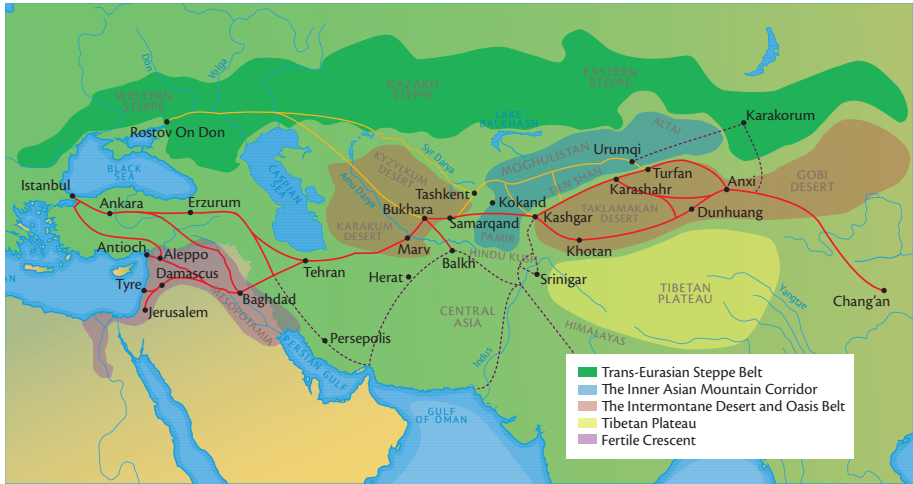 Don
Volga
WESTERN
STEPPE
KAZAKH
STEPPE
EASTERN
STEPPE
Rostov On Don
LAKE
BALKHASH
ALTAI
Karakorum
BLACK
SEA
CASPIAN
SEA
KYZYLKUM
DESERT
Syr Darya
MOGHULISTAN
Urumqi
Turfan
TIEN SHAN
Karashahr
Anxi
GOBI
DESERT
Istanbul
Ankara
Erzurum
Amu Darya
Tashkent
Kokand
Bukhara
Samarqand
Kashgar
TAKLAMAKAN
DESERT
Dunhuang
KARAKUM
DESERT
Marv
PAMIR
Khotan
Antioch
Aleppo
Damascus
Tyre
Jerusalem
MESOPOTAMIA
Baghdad
Tehran
Herat
Balkh
HINDU KUSH
Srinigar
TIBETAN
PLATEAU
Yangtze
Chang'an
AN
Persepolis
PERSIAN GULF
CENTRAL
ASIA
Indus
HIMALAYAS
GULF
OF OMAN
Trans-Eurasian Steppe Belt
The Inner Asian Mountain Corridor
The Intermontane Desert and Oasis Belt
Tibetan Plateau
Fertile Crescent